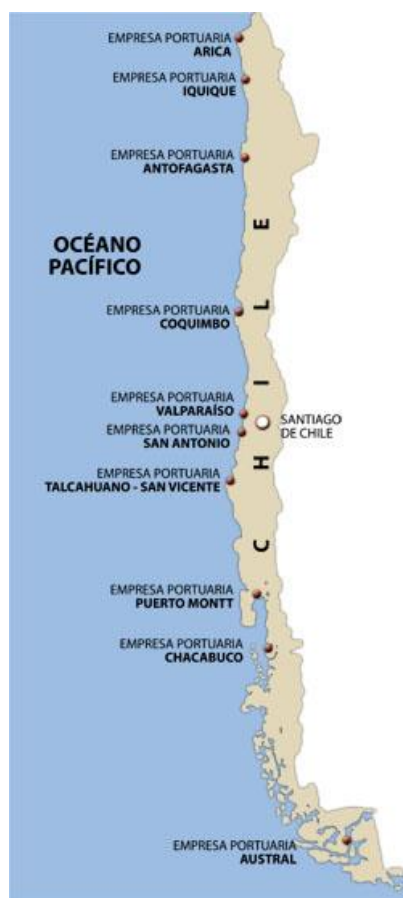 EMPRESA PORTUARIA
ARICA
EMPRESA PORTUARIA
IQUIQUE
EMPRESA PORTUARIA
ANTOFAGASTA
OCÉANO
PACÍFICO
EMPRESA PORTUARIA
COQUIMBO
EMPRESA PORTUARIA
VALPARAÍSO
EMPRESA PORTUARIA
SAN ANTONIO
SANTIAGO
DE CHILE
EMPRESA PORTUARIA
TALCAHUANO - SAN VICENTE
CHILE
EMPRESA PORTUARIA
PUERTO MONTT
EMPRESA PORTUARIA
CHACABUCO
EMPRESA PORTUARIA
AUSTRAL